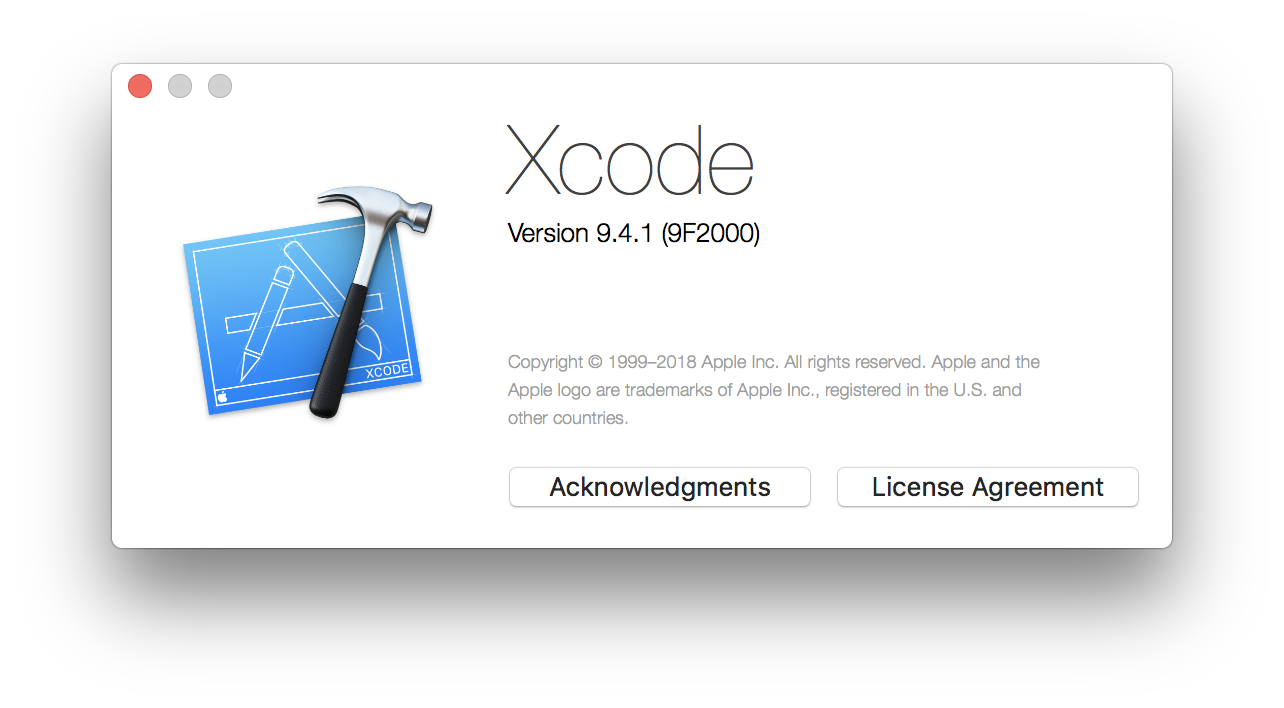 Xcode
Version 9.4.1 (9F2000)
XCODE
Copyright © 1999–2018 Apple Inc. All rights reserved. Apple and the
Apple logo are trademarks of Apple Inc., registered in the U.S. and
other countries.
Acknowledgments
License Agreement